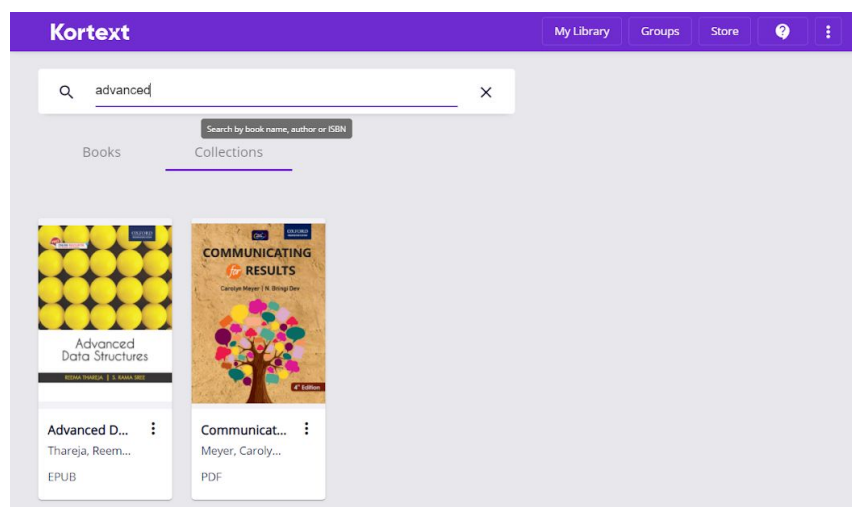 Kortext
My Library
Groups
Store
advanced
Search by book name, author or ISBN
Books
Collections
OXFORD
Advanced
Data Structures
REEMA THAREJA | S. RAMA SREE
Advanced D...
Thareja, Reem...
EPUB
OXFORD
COMMUNICATING
for RESULTS
Carolyn Meyer | N. Bringi Dev
4th Edition
Communicat...
Meyer, Caroly...
PDF